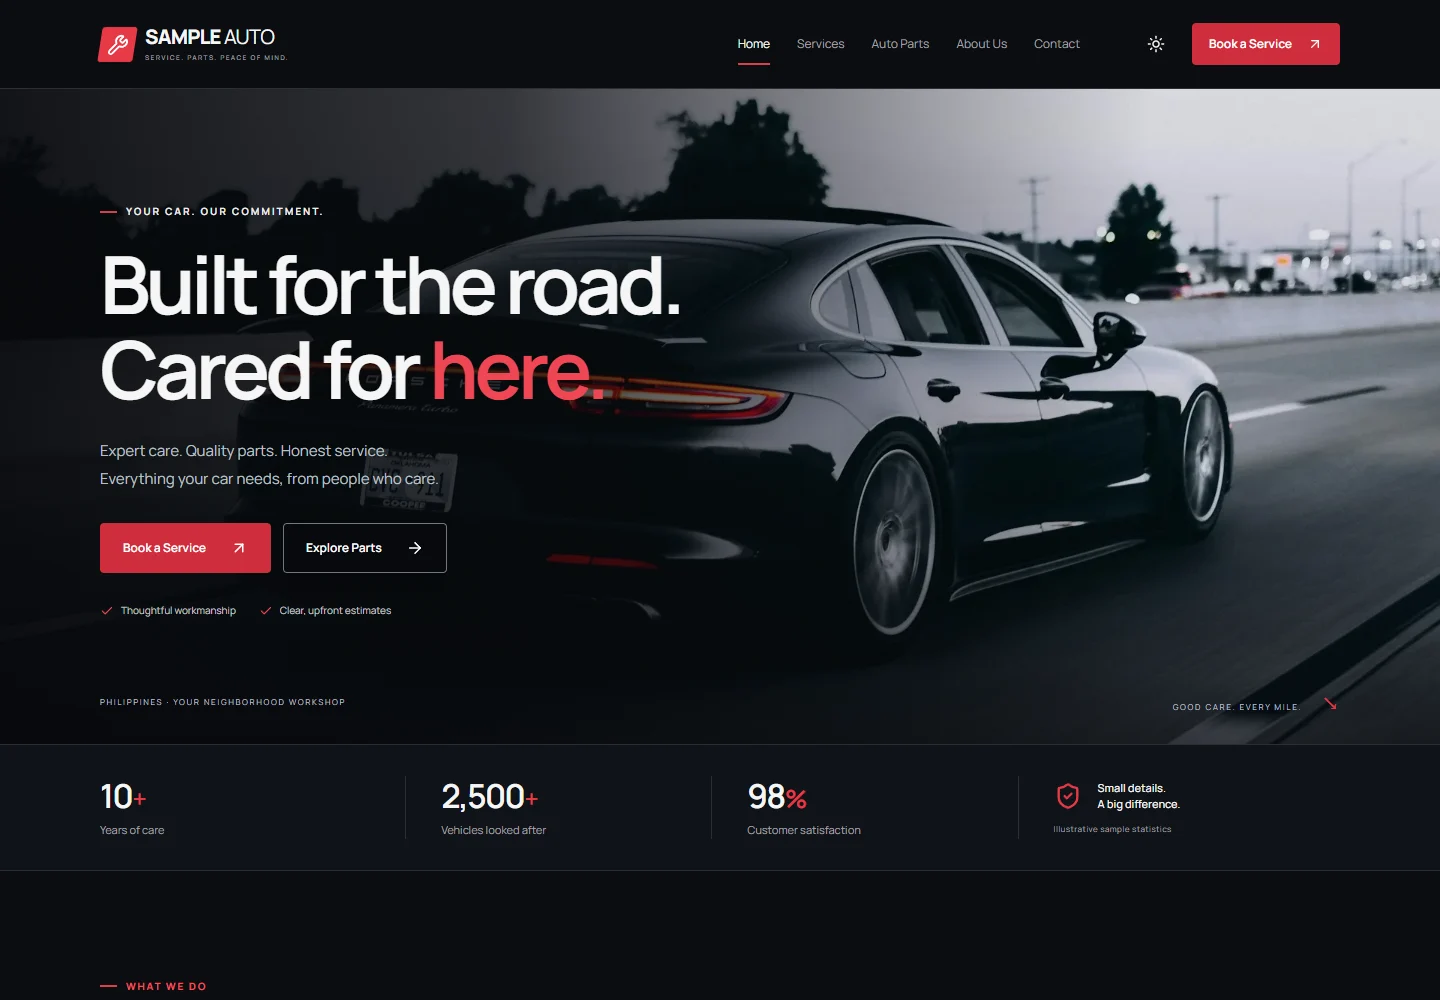 SAMPLE AUTO
SERVICE. PARTS. PEACE OF MIND.
Home
Services
Auto Parts
About Us
Contact
Book a Service
YOUR CAR. OUR COMMITMENT.
Built for the road.
Cared for here.
Expert care. Quality parts. Honest service.
Everything your car needs, from people who care.
OKLAHOMA
COOPER
Book a Service
Explore Parts
Thoughtful workmanship
Clear, upfront estimates
PHILIPPINES · YOUR NEIGHBORHOOD WORKSHOP
GOOD CARE. EVERY MILE.
10+
Years of care
2,500+
Vehicles looked after
98%
Customer satisfaction
Small details.
A big difference.
Illustrative sample statistics
WHAT WE DO